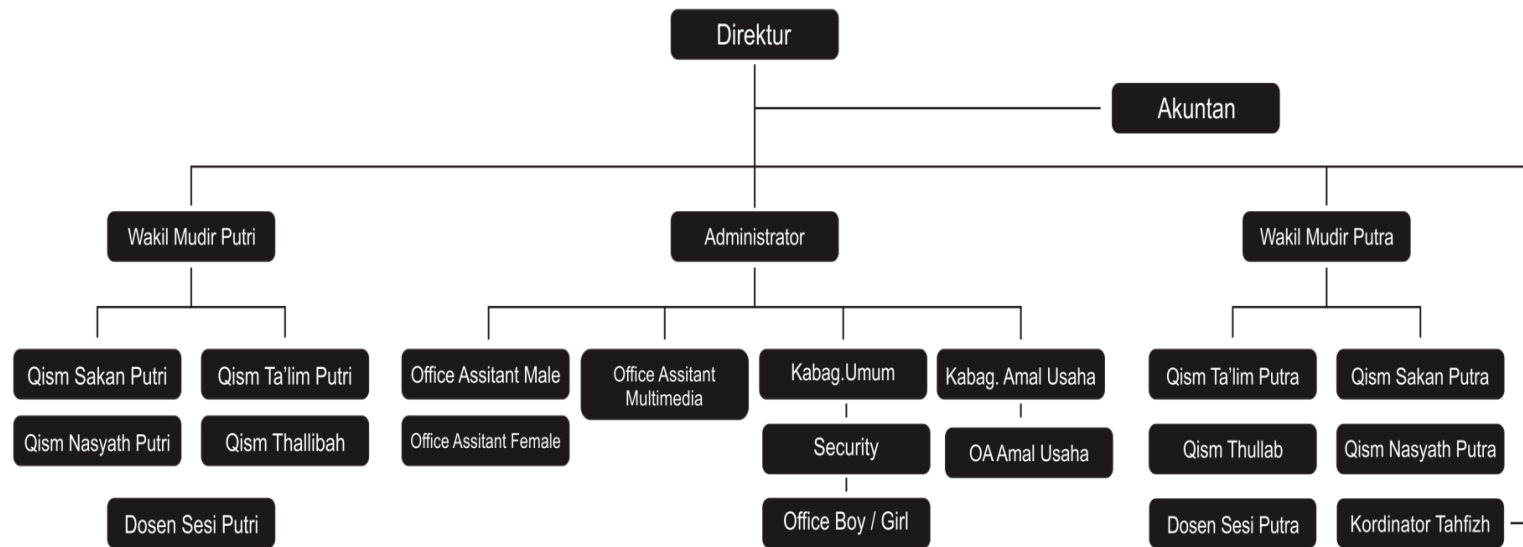 Direktur
Akuntan
Wakil Mudir Putri
Administrator
Wakil Mudir Putra
Qism Sakan Putri
Qism Ta'lim Putri
Office Assitant Male
Office Assitant
Multimedia
Kabag.Umum
Kabag. Amal Usaha
Qism Ta'lim Putra
Qism Sakan Putra
Qism Nasyath Putri
Qism Thallibah
Office Assitant Female
Security
OA Amal Usaha
Qism Thullab
Qism Nasyath Putra
Dosen Sesi Putri
Office Boy / Girl
Dosen Sesi Putra
Kordinator Tahfizh